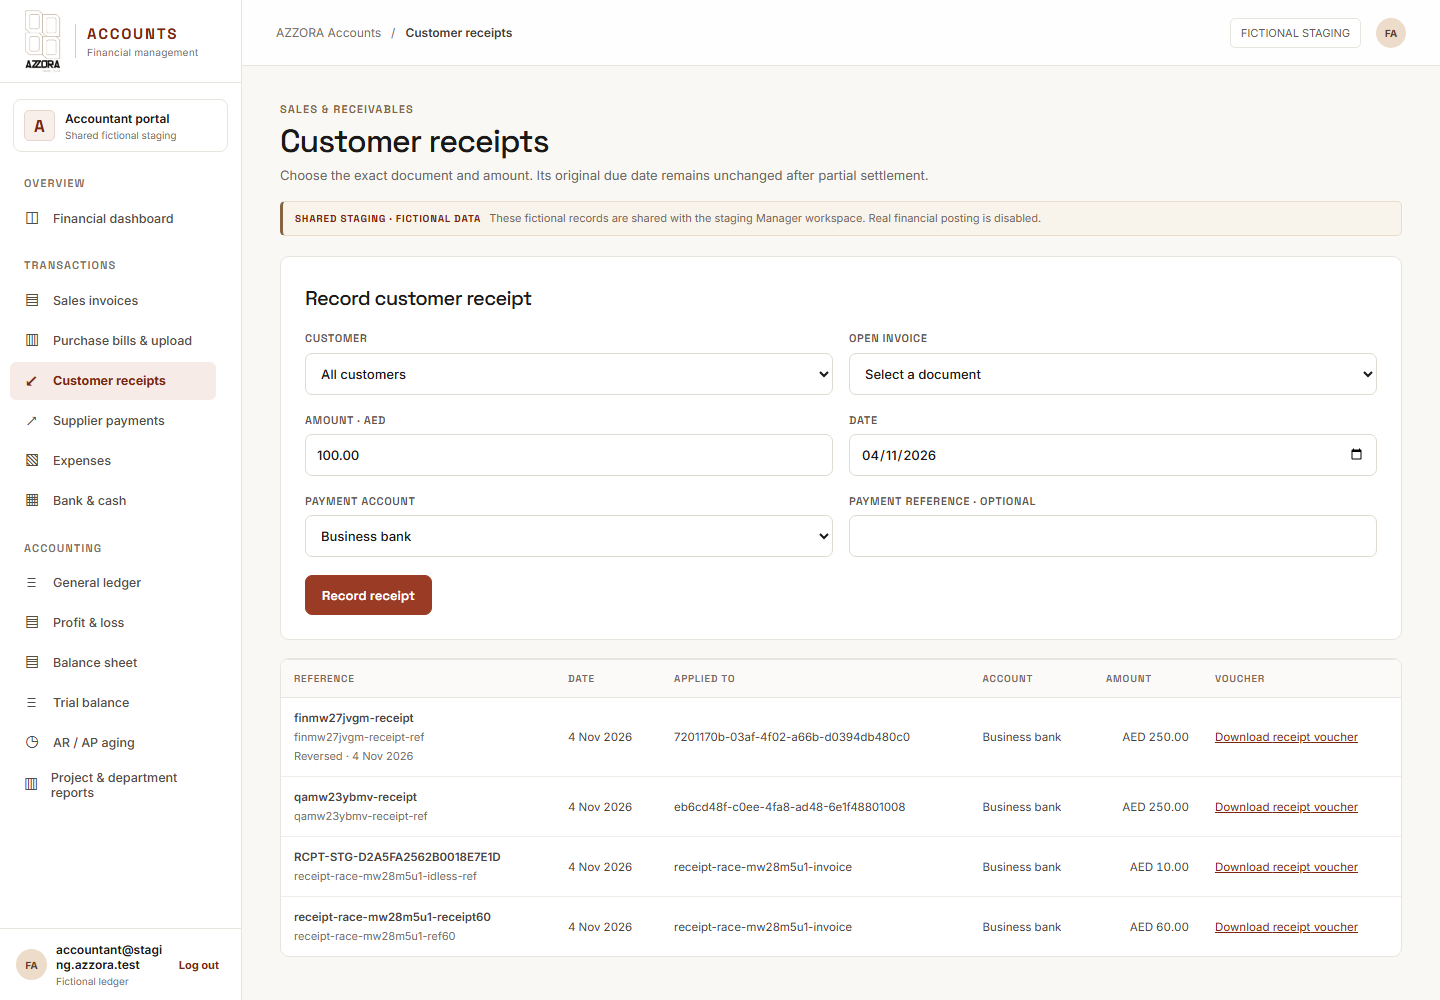 AZZORA
ACCOUNTS
Financial management
AZZORA Accounts / Customer receipts
FICTIONAL STAGING
FA
A
Accountant portal
Shared fictional staging
OVERVIEW
Financial dashboard
TRANSACTIONS
Sales invoices
Purchase bills & upload
Customer receipts
Supplier payments
Expenses
Bank & cash
ACCOUNTING
General ledger
Profit & loss
Balance sheet
Trial balance
AR / AP aging
Project & department
reports
FA
accountant@stagi
ng.azzora.test
Fictional ledger
Log out
SALES & RECEIVABLES
Customer receipts
Choose the exact document and amount. Its original due date remains unchanged after partial settlement.
SHARED STAGING · FICTIONAL DATA These fictional records are shared with the staging Manager workspace. Real financial posting is disabled.
Record customer receipt
CUSTOMER
All customers
OPEN INVOICE
Select a document
AMOUNT · AED
100.00
DATE
04/11/2026
PAYMENT ACCOUNT
Business bank
PAYMENT REFERENCE · OPTIONAL
Record receipt
REFERENCE DATE APPLIED TO ACCOUNT AMOUNT VOUCHER
finmw27jvgm-receipt
finmw27jvgm-receipt-ref
Reversed · 4 Nov 2026
4 Nov 2026 7201170b-03af-4f02-a66b-d0394db480c0 Business bank AED 250.00 Download receipt voucher
qamw23ybmv-receipt
qamw23ybmv-receipt-ref
4 Nov 2026 eb6cd48f-c0ee-4fa8-ad48-6e1f48801008 Business bank AED 250.00 Download receipt voucher
RCPT-STG-D2A5FA2562B0018E7E1D
receipt-race-mw28m5u1-idless-ref
4 Nov 2026 receipt-race-mw28m5u1-invoice Business bank AED 10.00 Download receipt voucher
receipt-race-mw28m5u1-receipt60
receipt-race-mw28m5u1-ref60
4 Nov 2026 receipt-race-mw28m5u1-invoice Business bank AED 60.00 Download receipt voucher